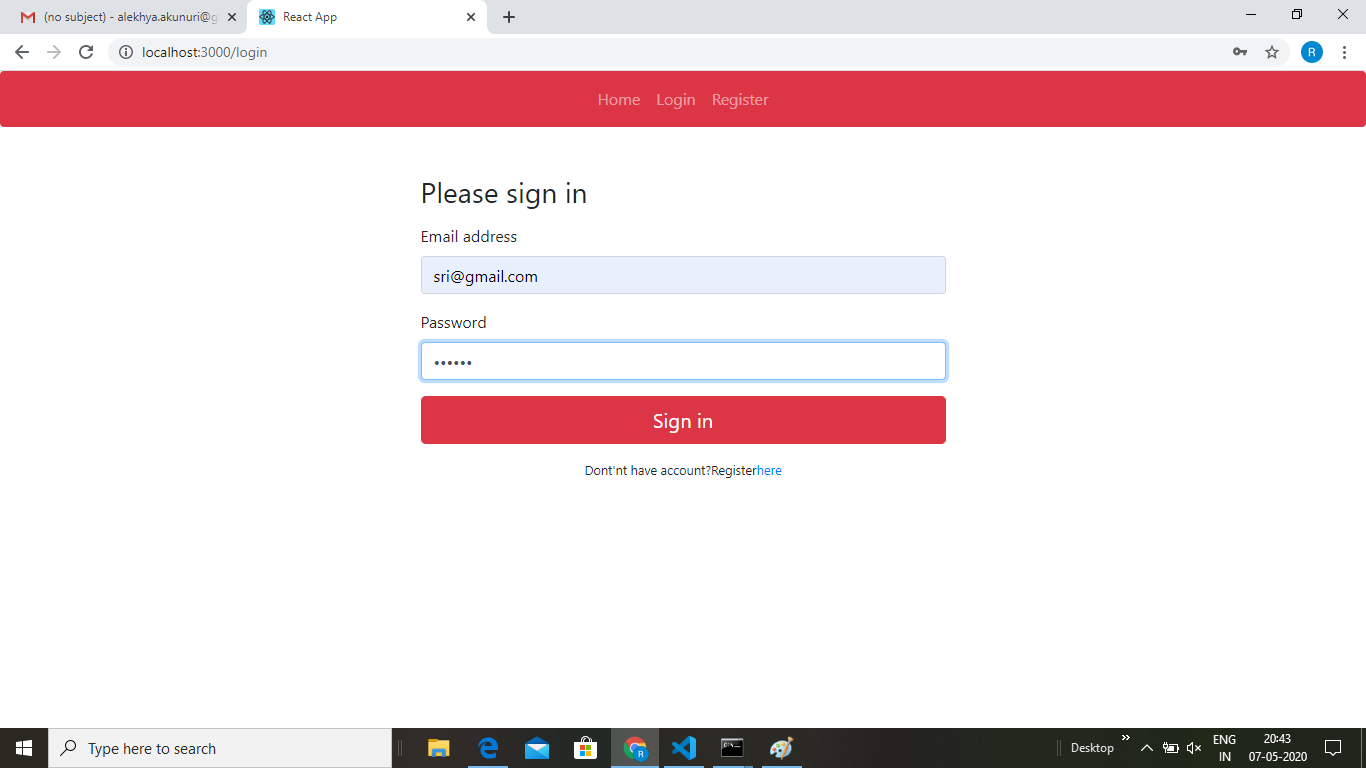 (no subject) - alekhya.akunuri@g
React App
localhost:3000/login
R
Home Login Register
Please sign in
Email address
sri@gmail.com
Password
••••••
Sign in
Dont'nt have account?Registerhere
Type here to search
R
Desktop
ENG
IN
20:43
07-05-2020